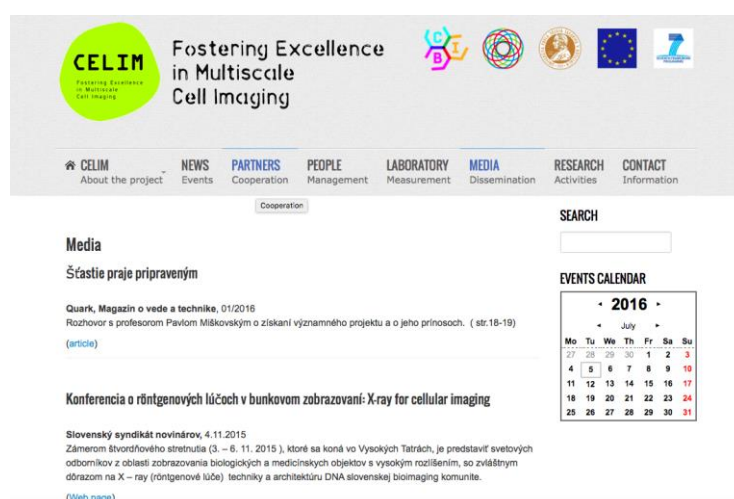 CELIM
Fostering Excellence
in Multiscale
Cell Imaging
Fostering Excellence
in Multiscale
Cell Imaging
C
I
B
7
CELIM
About the project
NEWS
Events
PARTNERS
Cooperation
PEOPLE
Management
LABORATORY
Measurement
MEDIA
Dissemination
RESEARCH
Activities
CONTACT
Information
Cooperation
Media
Šťastie praje pripraveným
Quark, Magazin o vede a technike, 01/2016
Rozhovor s profesorom Pavlom Miškovským o získaní významného projektu a o jeho prínosoch. ( str.18-19)
(article)
Konferencia o röntgenových lúčoch v bunkovom zobrazovaní: X-ray for cellular imaging
Slovenský syndikát novinárov, 4.11.2015
Zámerom štvordňového stretnutia (3. – 6. 11. 2015 ), ktoré sa koná vo Vysokých Tatrách, je predstaviť svetových
odborníkov z oblasti zobrazovania biologických a medicínskych objektov s vysokým rozlíšením, so zvláštnym
dôrazom na X – ray (röntgenové lúče) techniky a architektúru DNA slovenskej bioimaging komunite.
(Web page)
SEARCH
EVENTS CALENDAR
2016
July
Mo Tu We Th Fr Sa Su
27 28 29 30 1 2 3
4 5 6 7 8 9 10
11 12 13 14 15 16 17
18 19 20 21 22 23 24
25 26 27 28 29 30 31